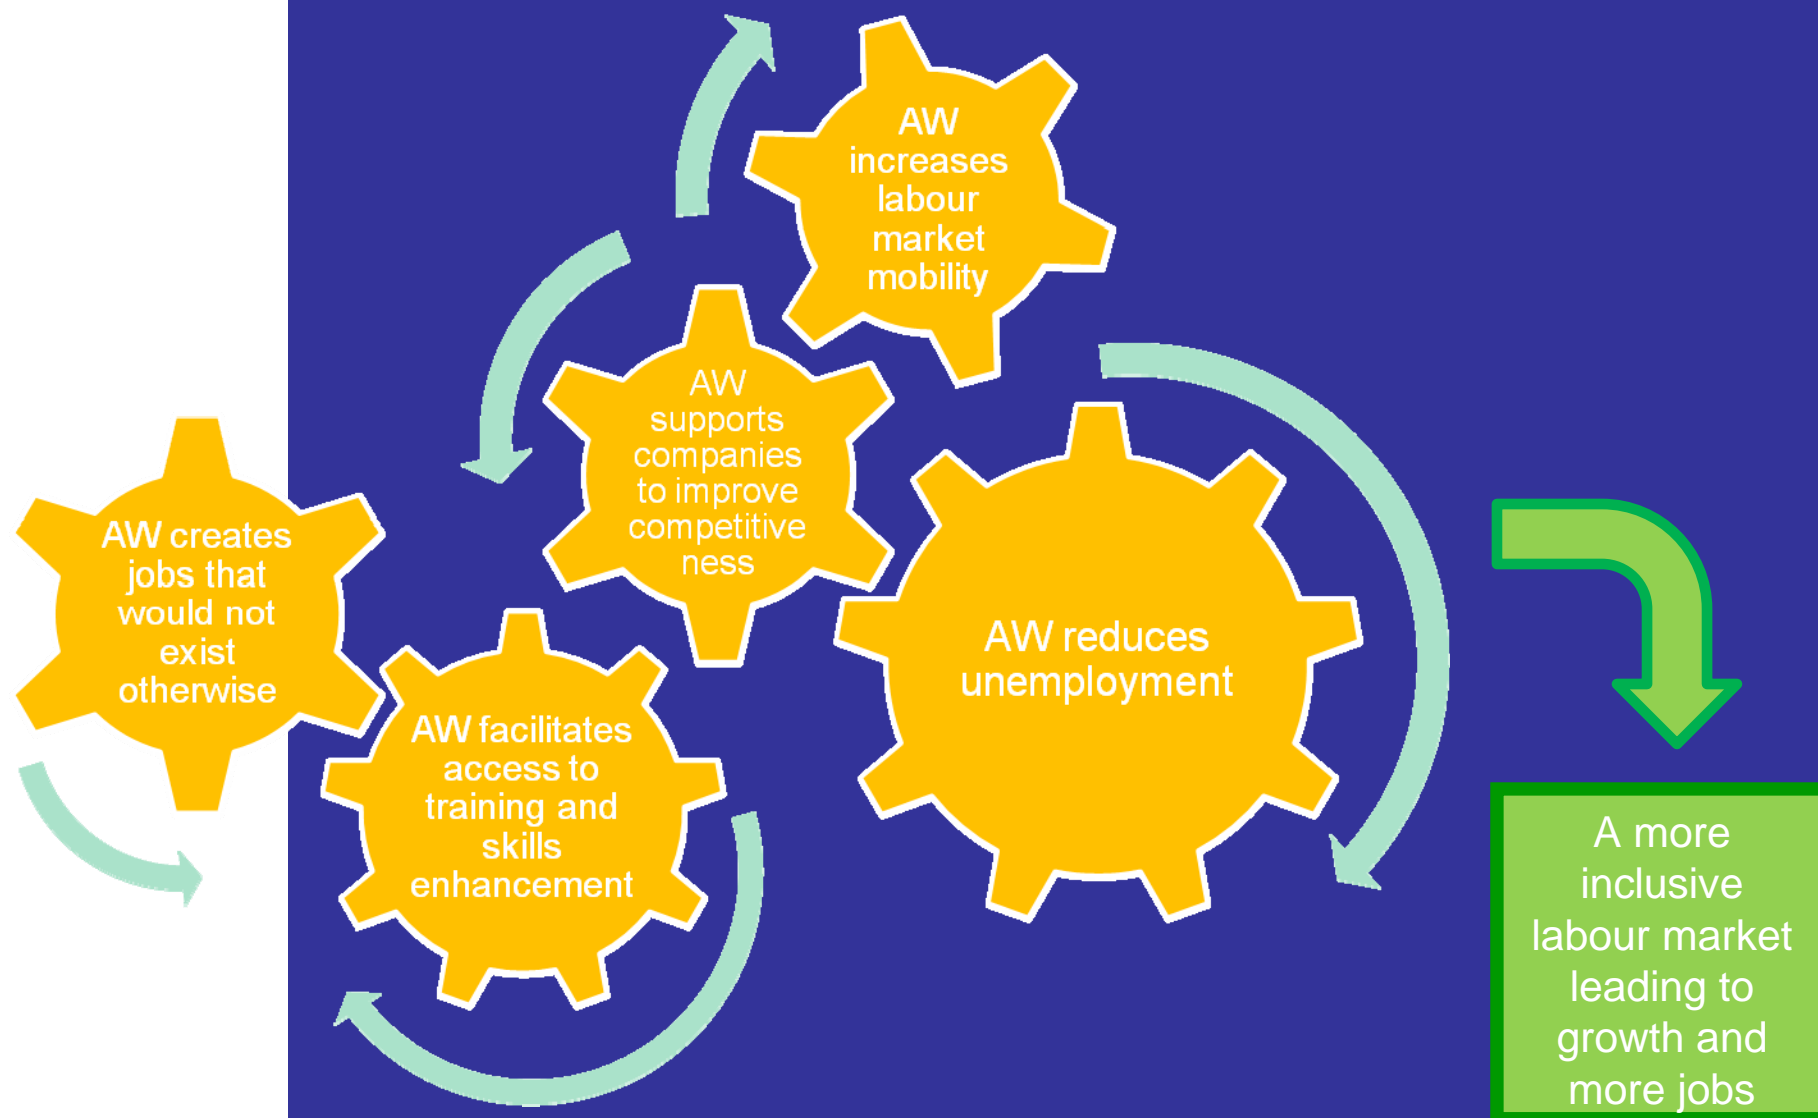 AW
increases
labour
market
mobility
AW
supports
companies
to improve
competitive
ness
AW creates
jobs that
would not
exist
otherwise
AW reduces
unemployment
AW facilitates
access to
training and
skills
enhancement
A more
inclusive
labour market
leading to
growth and
more jobs